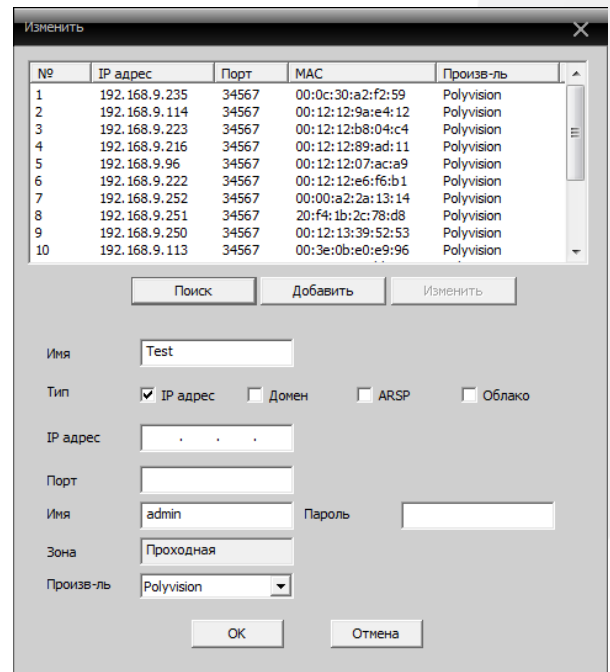 Изменить
№ IP адрес Порт MAC Произв-ль
1 192.168.9.235 34567 00:0c:30:a2:f2:59 Polyvision
2 192.168.9.114 34567 00:12:12:9a:e4:12 Polyvision
3 192.168.9.223 34567 00:12:12:b8:04:c4 Polyvision
4 192.168.9.216 34567 00:12:12:89:ad:11 Polyvision
5 192.168.9.96 34567 00:12:12:07:ac:a9 Polyvision
6 192.168.9.222 34567 00:12:12:e6:f6:b1 Polyvision
7 192.168.9.252 34567 00:00:a2:2a:13:14 Polyvision
8 192.168.9.251 34567 20:f4:1b:2c:78:d8 Polyvision
9 192.168.9.250 34567 00:12:13:39:52:53 Polyvision
10 192.168.9.113 34567 00:3e:0b:e0:e9:96 Polyvision
Поиск Добавить Изменить
Имя Test
Тип IP адрес Домен ARSP Облако
IP адрес . . .
Порт
Имя admin Пароль
Зона Проходная
Произв-ль Polyvision
OK Отмена